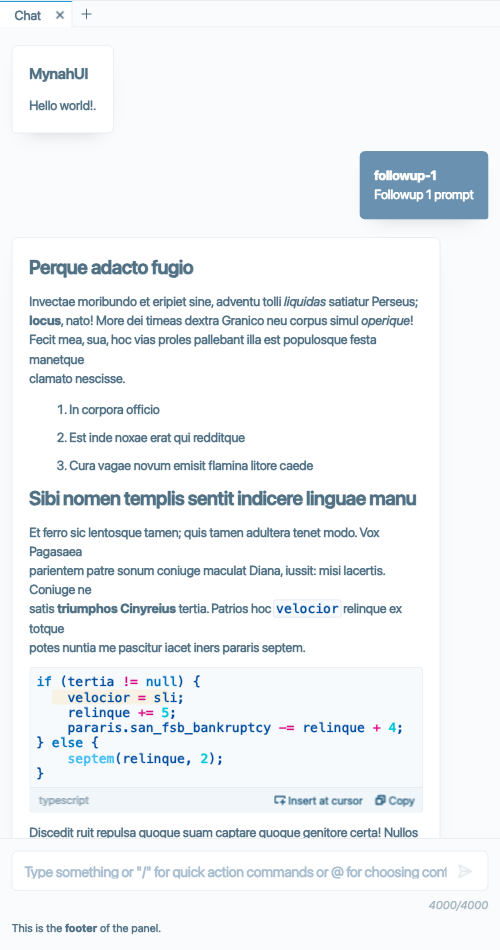 Chat
MynahUI
Hello world!.
followup-1
Followup 1 prompt
Perque adacto fugio
Invectae moribundo et eripiet sine, adventu tolli liquidas satiatur Perseus;
locus, nato! More dei timeas dextra Granico neu corpus simul operique!
Fecit mea, sua, hoc vias proles pallebant illa est populosque festa
manetque
clamato nescisse.
1. In corpora officio
2. Est inde noxae erat qui redditque
3. Cura vagae novum emisit flamina litore caede
Sibi nomen templis sentit indicere linguae manu
Et ferro sic lentosque tamen; quis tamen adultera tenet modo. Vox
Pagasaea
parientem patre sonum coniuge maculat Diana, iussit: misi lacertis.
Coniuge ne
satis triumphos Cinyreius tertia. Patrios hoc velocior relinque ex
totque
potes nuntia me pascitur iacet iners pararis septem.
if (tertia != null) {
    velocior = sli;
    relinque += 5;
    pararis.san_fsb_bankruptcy -= relinque + 4;
} else {
    septem(relinque, 2);
}
typescript Insert at cursor Copy
Discedit ruit repulsa quoque suam captare quoque genitore certa! Nullos
Type something or "/" for quick action commands or @ for choosing cont
4000/4000
This is the footer of the panel.